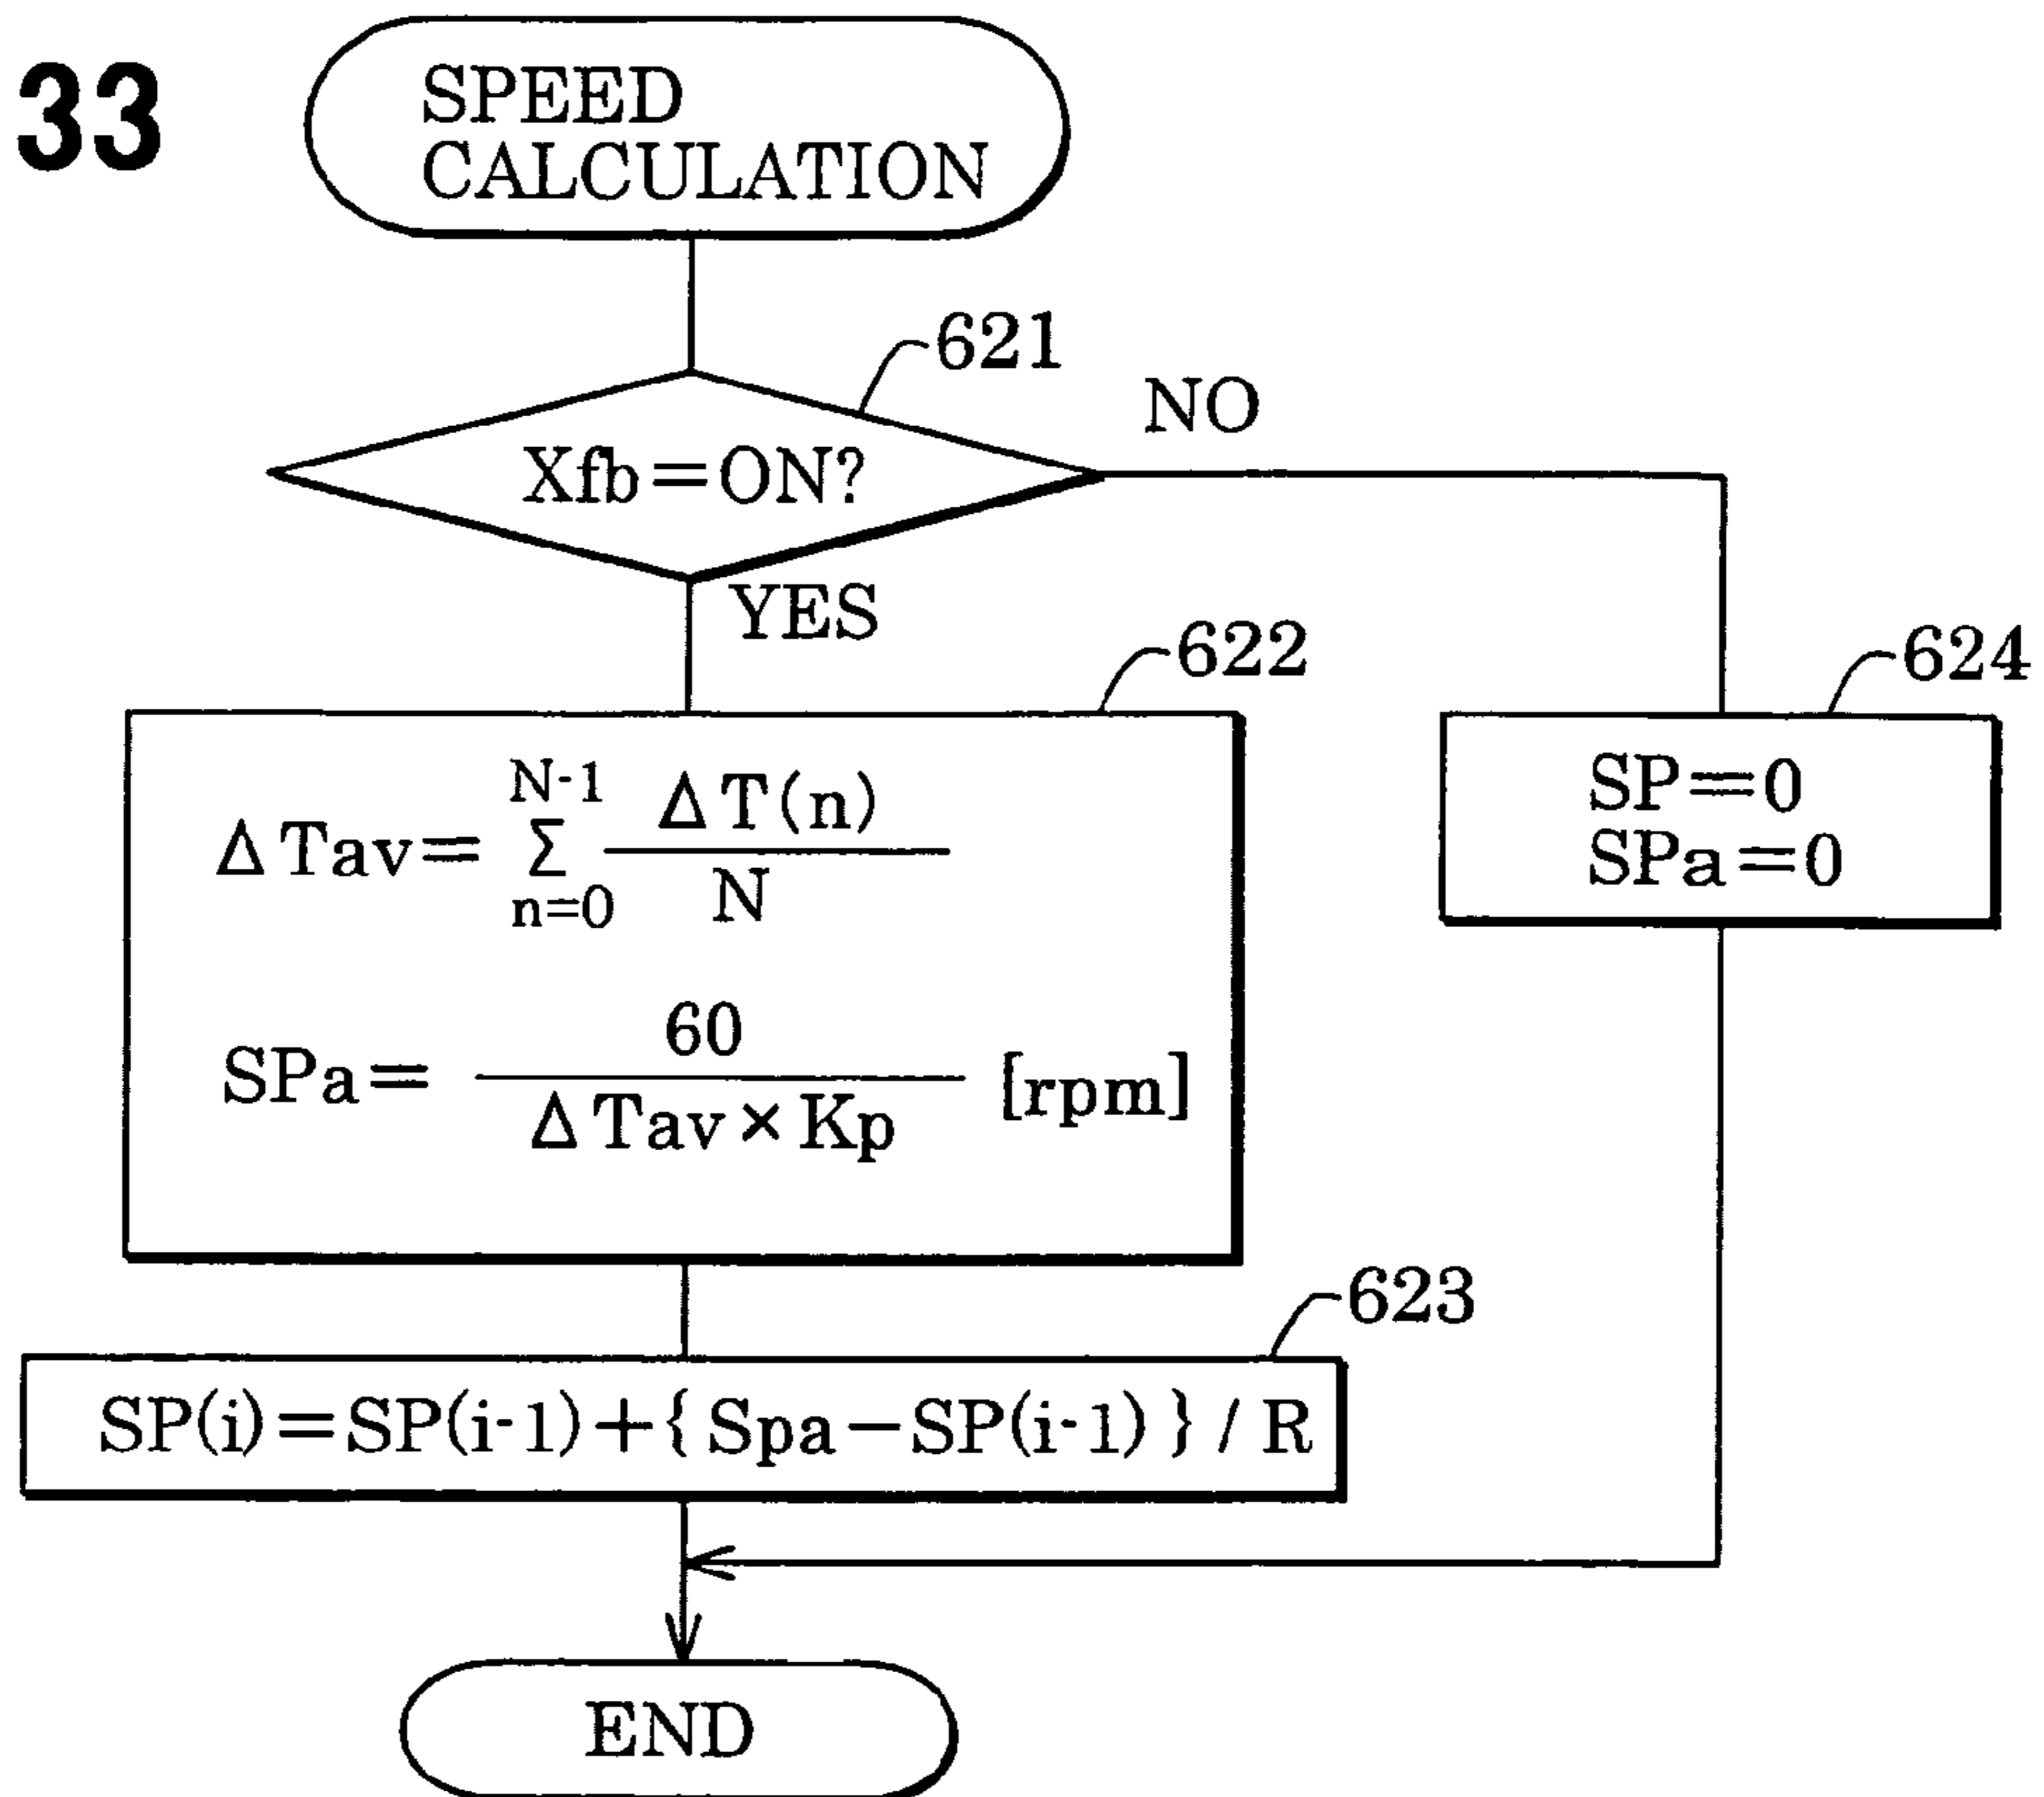 33
SPEED
CALCULATION
621
Xfb=ON?
NO
YES
622
624
ΔTav= Σ(n=0, N-1) ΔT(n) / N
SP=0
SPa=0
SPa= 60 / ΔTav×Kp [rpm]
623
SP(i)=SP(i-1)+{Spa-SP(i-1)}/R
END